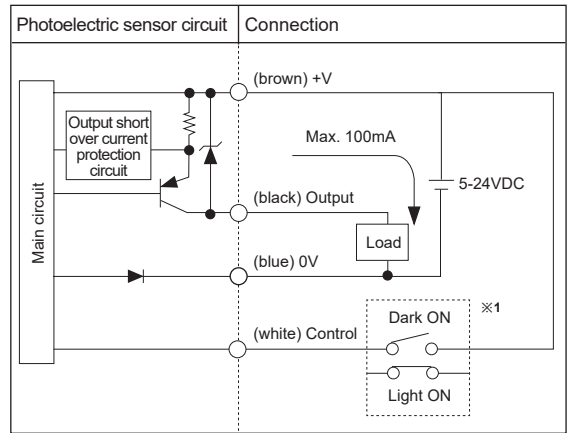 Photoelectric sensor circuit
Connection
(brown) +V
Output short
over current
protection
circuit
Max. 100mA
5-24VDC
(black) Output
Load
Main circuit
(blue) 0V
※1
Dark ON
(white) Control
Light ON